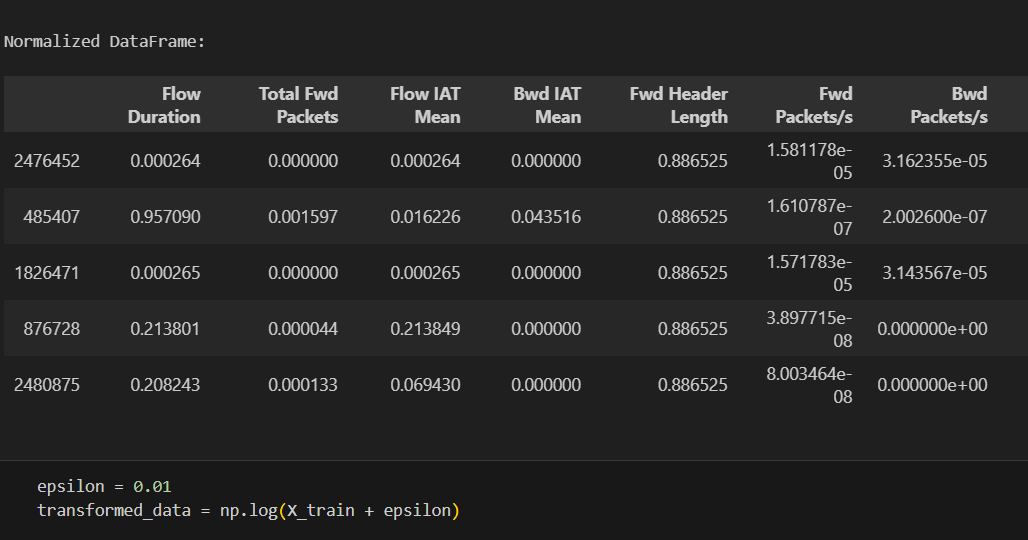 Normalized DataFrame:
Flow Total Fwd Flow IAT Bwd IAT Fwd Header Fwd Bwd
Duration Packets Mean Mean Length Packets/s Packets/s
2476452 0.000264 0.000000 0.000264 0.000000 0.886525 1.581178e- 3.162355e-05
05
485407 0.957090 0.001597 0.016226 0.043516 0.886525 1.610787e- 2.002600e-07
07
1826471 0.000265 0.000000 0.000265 0.000000 0.886525 1.571783e- 3.143567e-05
05
876728 0.213801 0.000044 0.213849 0.000000 0.886525 3.897715e- 0.000000e+00
08
2480875 0.208243 0.000133 0.069430 0.000000 0.886525 8.003464e- 0.000000e+00
08
epsilon = 0.01
transformed_data = np.log(X_train + epsilon)